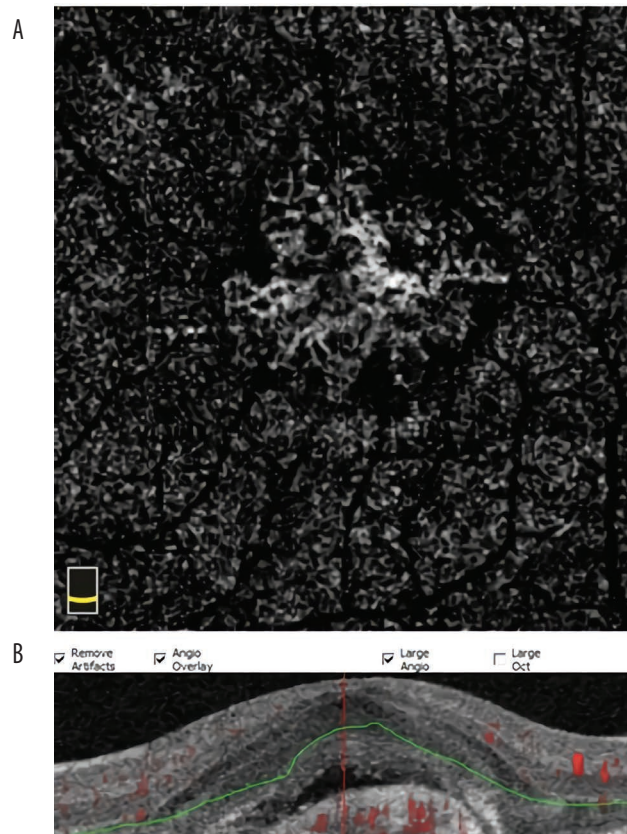 A
B
Remove Artifacts
Angio Overlay
Large Angio
Large Oct